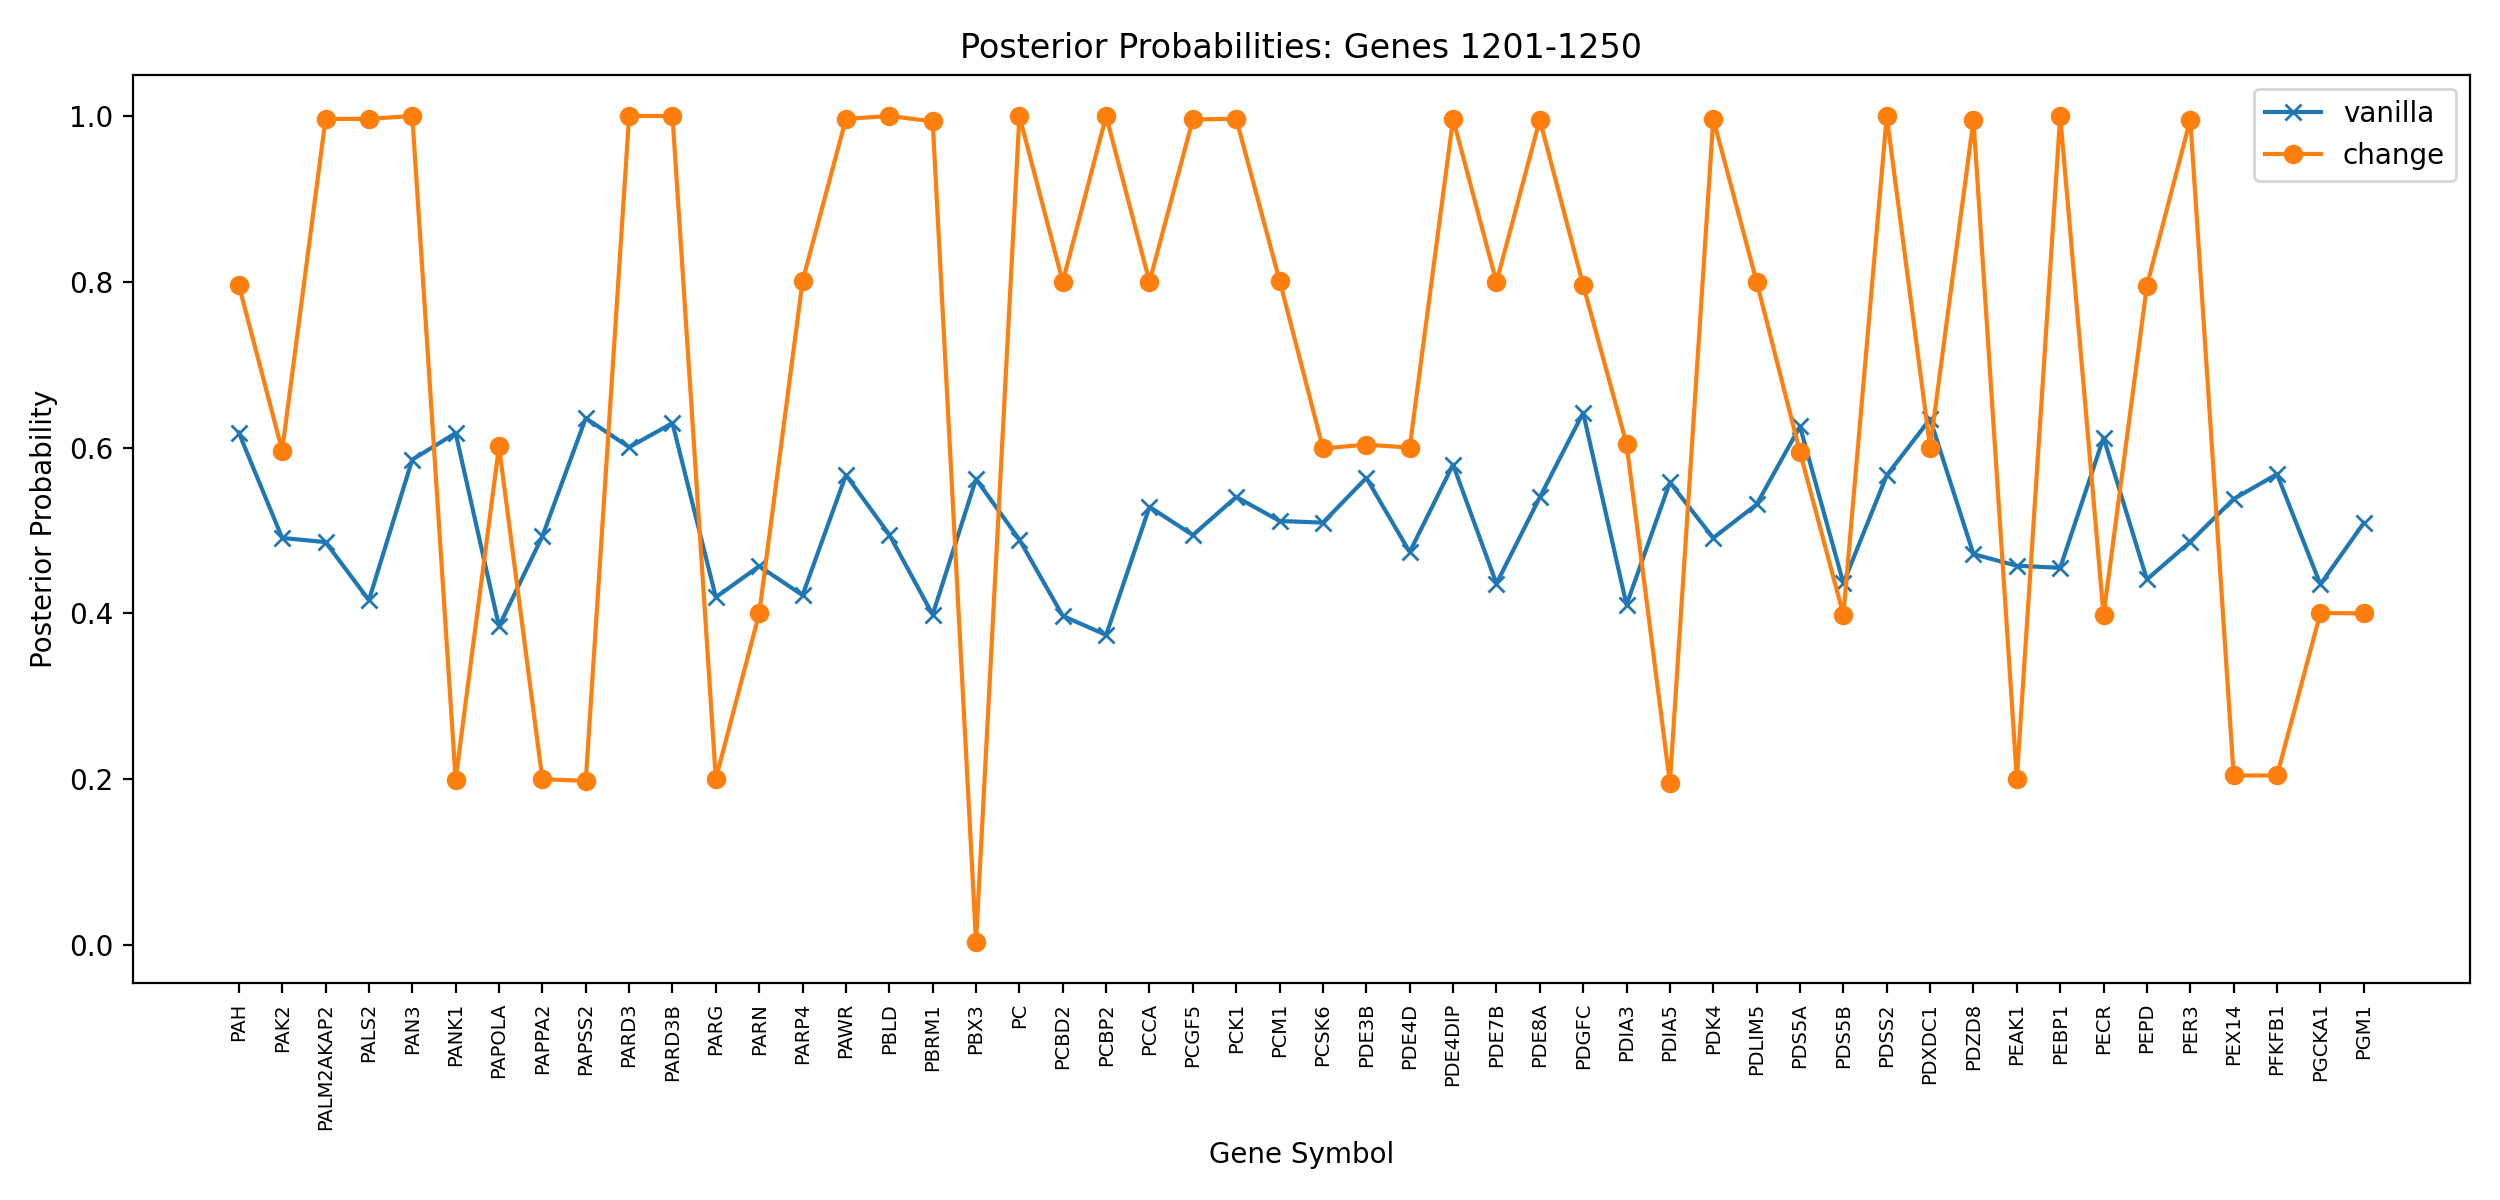 Posterior Probabilities: Genes 1201-1250
vanilla
change
Posterior Probability
1.0
0.8
0.6
0.4
0.2
0.0
PAH
PAK2
PALM2AKAP2
PALS2
PAN3
PANK1
PAPOLA
PAPPA2
PAPSS2
PARD3
PARD3B
PARG
PARN
PARP4
PAWR
PBLD
PBRM1
PBX3
PC
PCBD2
PCBP2
PCCA
PCGF5
PCK1
PCM1
PCSK6
PDE3B
PDE4D
PDE4DIP
PDE7B
PDE8A
PDGFC
PDIA3
PDIA5
PDK4
PDLIM5
PDS5A
PDS5B
PDSS2
PDXDC1
PDZD8
PEAK1
PEBP1
PECR
PEPD
PER3
PEX14
PFKFB1
PGCKA1
PGM1
Gene Symbol